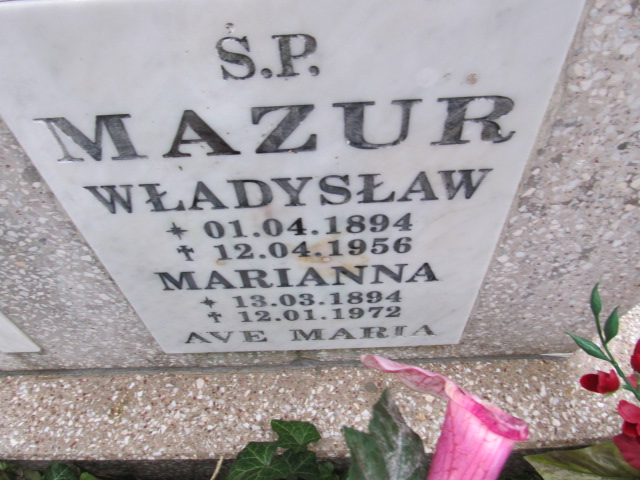 Ś.P.
MAZUR
WŁADYSŁAW
* 01.04.1894
✝ 12.04.1956
MARIANNA
* 13.03.1894
✝ 12.01.1972
AVE MARIA